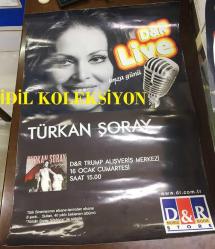 D&R
Live
imza günü
İDİL KOLEKSİYON
TÜRKAN ŞORAY
TÜRKAN ŞORAY
D&R TRUMP ALIŞVERİŞ MERKEZİ
16 OCAK CUMARTESİ
SAAT 15.00
www.dr.com.tr
D&R
STORE